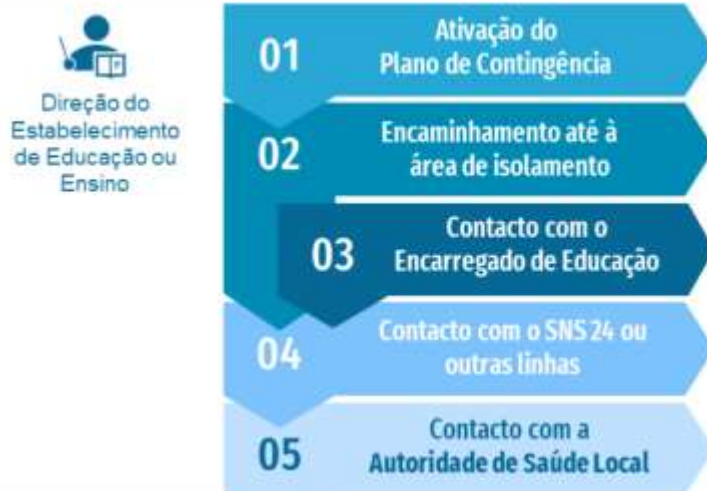 Direção do
Estabelecimento
de Educação ou
Ensino
01
Ativação do
Plano de Contingência
02
Encaminhamento até à
área de isolamento
03
Contacto com o
Encarregado de Educação
04
Contacto com o SNS 24 ou
outras linhas
05
Contacto com a
Autoridade de Saúde Local